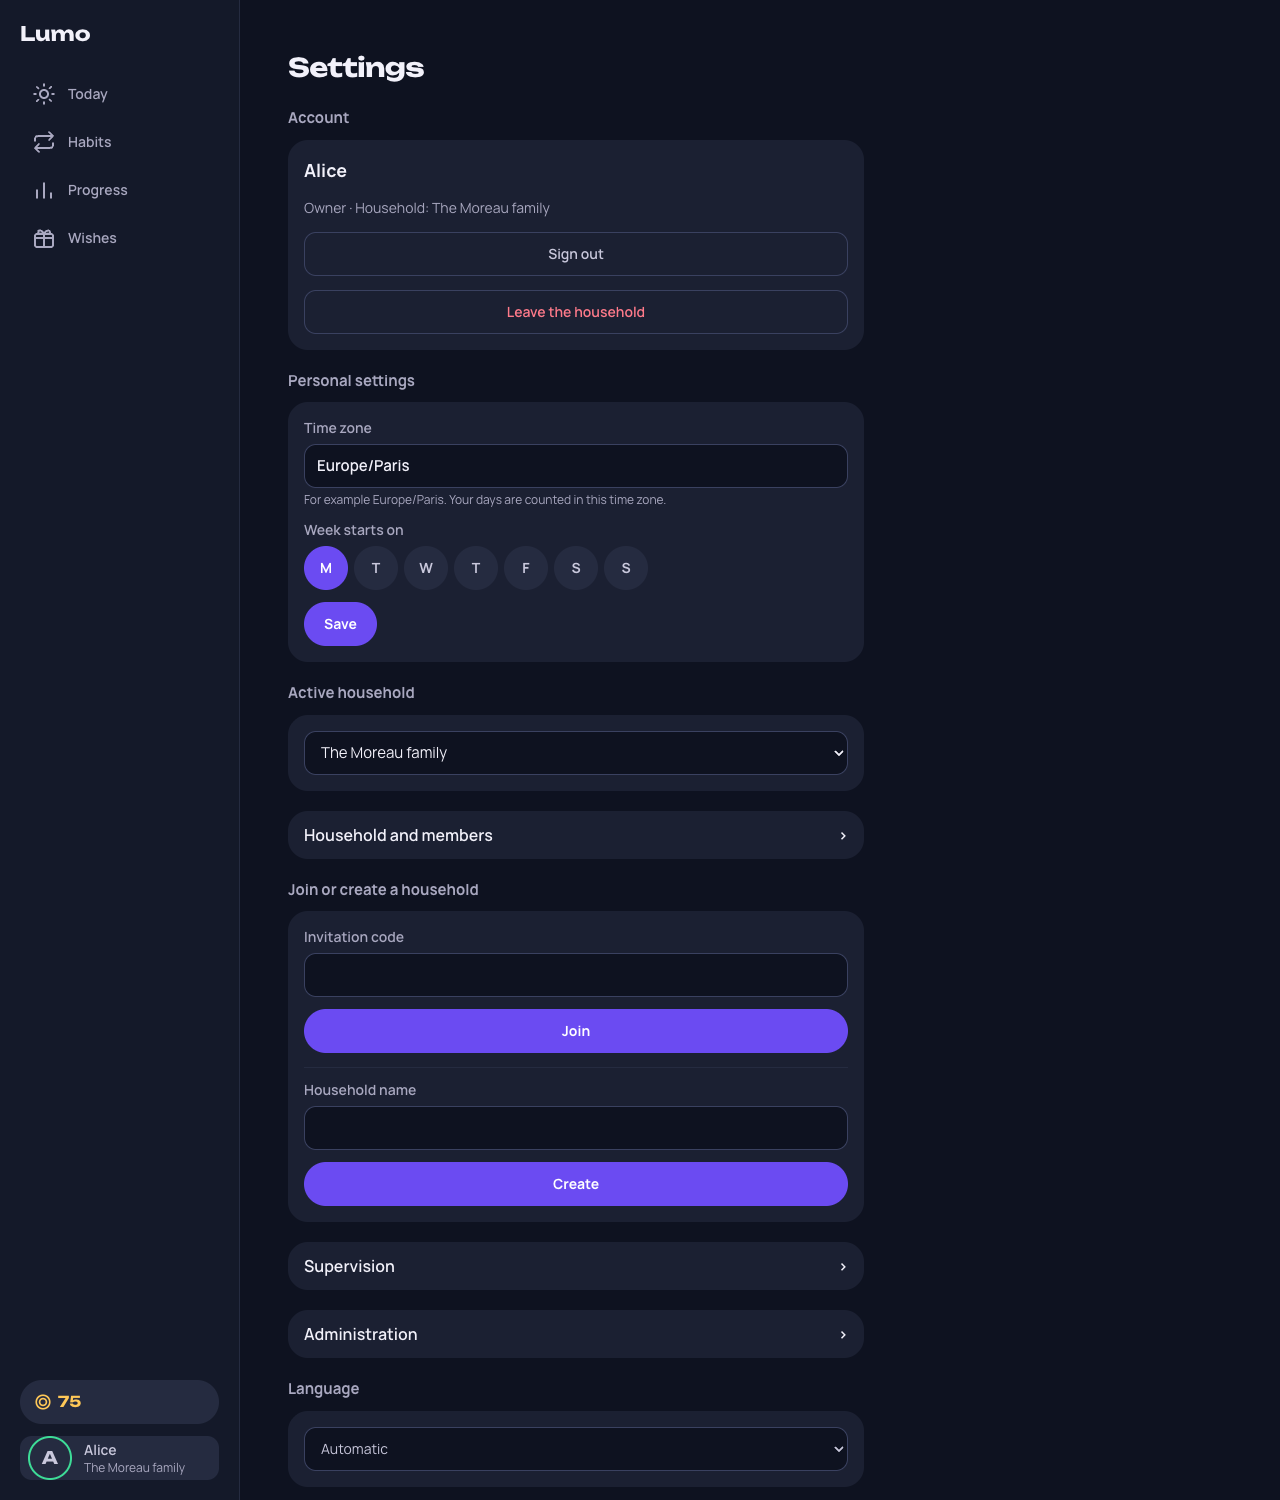 Lumo
Today
Habits
Progress
Wishes
75
A
Alice
The Moreau family
Settings
Account
Alice
Owner · Household: The Moreau family
Sign out
Leave the household
Personal settings
Time zone
Europe/Paris
For example Europe/Paris. Your days are counted in this time zone.
Week starts on
M T W T F S S
Save
Active household
The Moreau family
Household and members
Join or create a household
Invitation code
Join
Household name
Create
Supervision
Administration
Language
Automatic